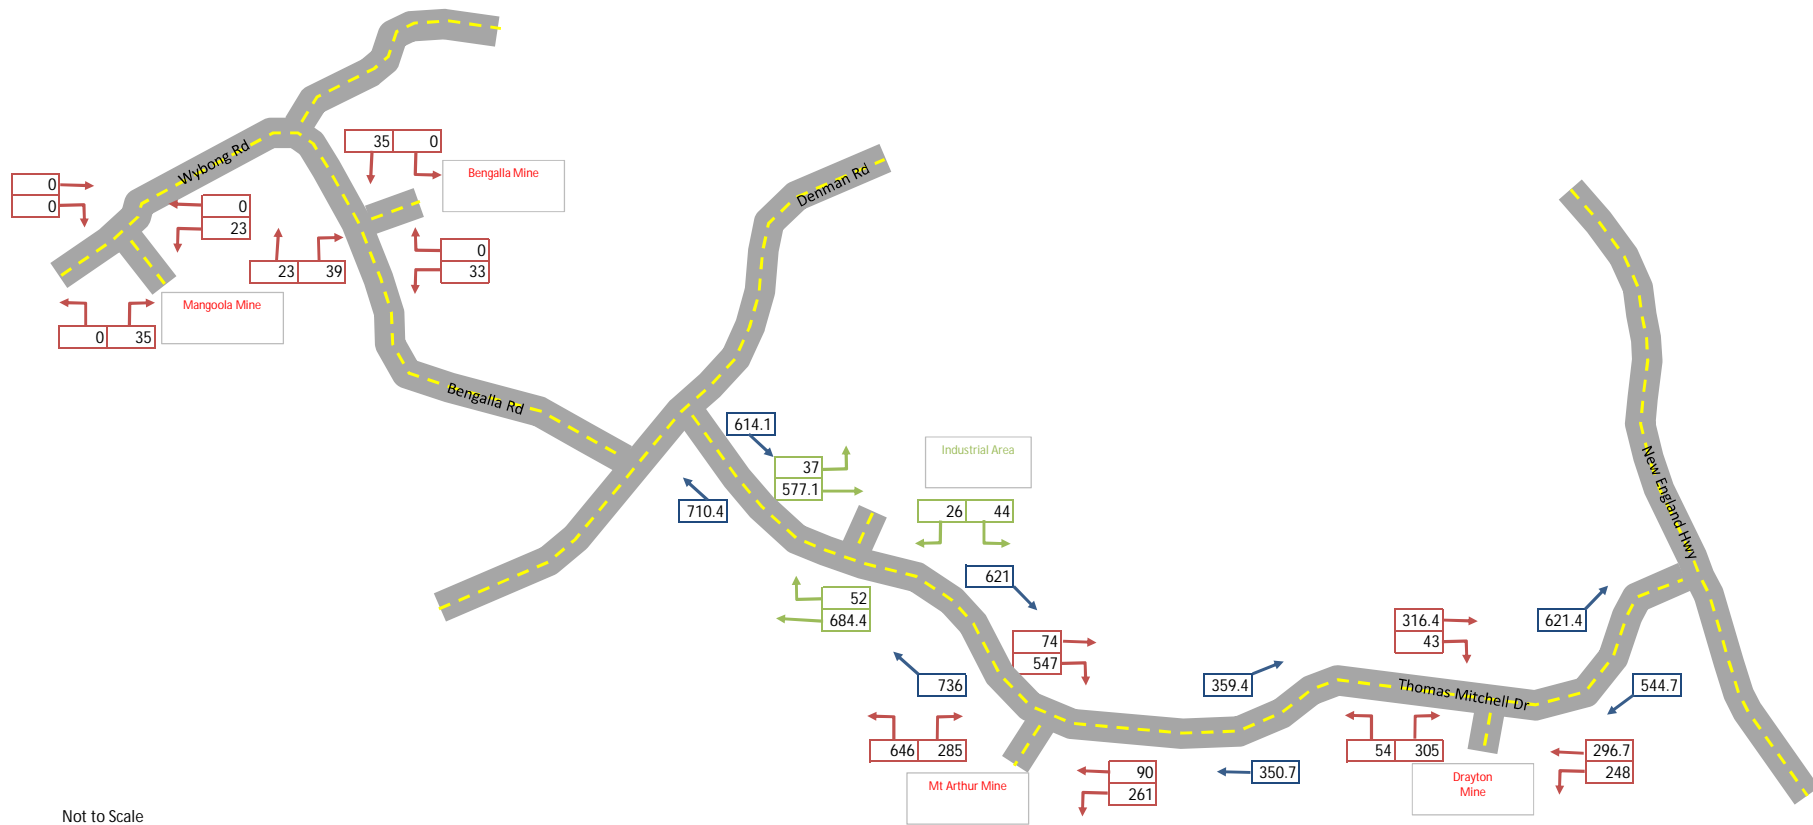 Wybong Rd
35 0
Bengalla Mine
0
0
0
23
23 39
0
33
Mangoola Mine
0 35
Denman Rd
Bengalla Rd
614.1
37
577.1
710.4
Industrial Area
26 44
621
52
684.4
74
547
736
646 285
Mt Arthur Mine
90
261
359.4
350.7
316.4
43
Thomas Mitchell Dr
54 305
Drayton
Mine
296.7
248
621.4
544.7
New England Hwy
Not to Scale